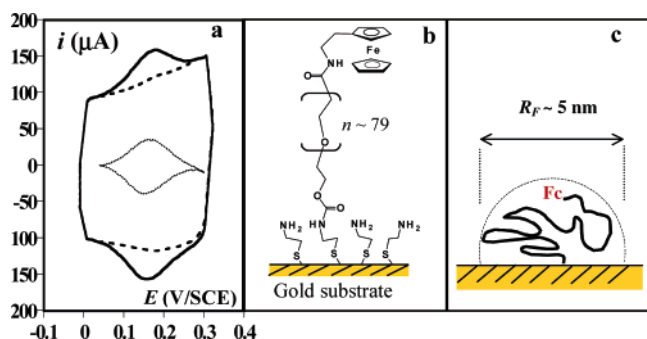 a
i (µA)
200
150
100
50
0
-50
100
150
200
E (V/SCE)
-0.1 0 0.1 0.2 0.3 0.4
b
Fe
NH
O
n ~ 79
O
O
O
NH₂ HN NH₂ NH₂
S S S S
Gold substrate
c
R_F ~ 5 nm
Fc